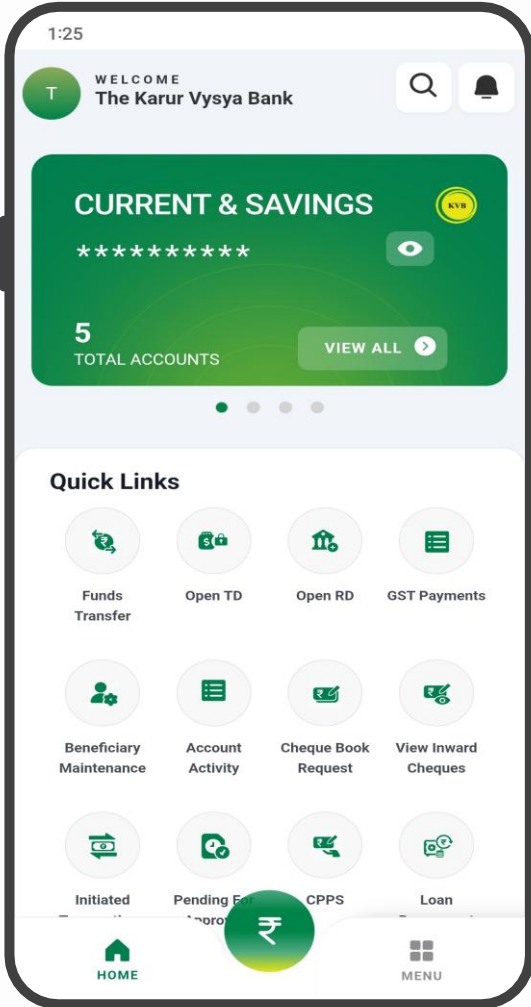 1:25
T
WELCOME
The Karur Vysya Bank
CURRENT & SAVINGS
KVB
**********
5
TOTAL ACCOUNTS
VIEW ALL
Quick Links
Funds Transfer
Open TD
Open RD
GST Payments
Beneficiary Maintenance
Account Activity
Cheque Book Request
View Inward Cheques
Initiated
Pending For
CPPS
Loan
₹
HOME
MENU